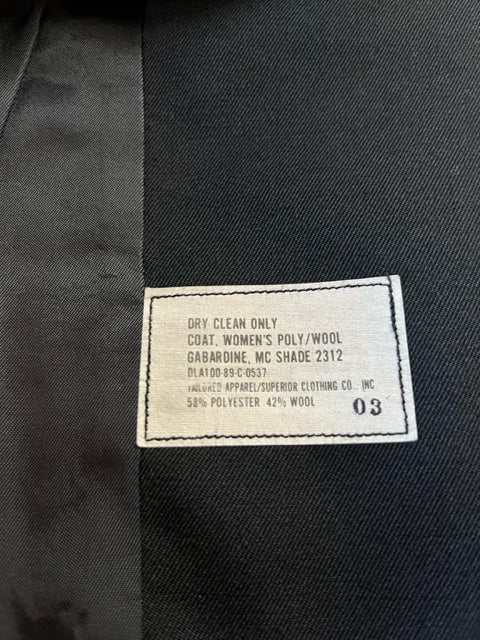 DRY CLEAN ONLY
COAT, WOMEN'S POLY/WOOL
GABARDINE, MC SHADE 2312
DLA100-89-C-0537
TAILORED APPAREL/SUPERIOR CLOTHING CO., INC.
58% POLYESTER 42% WOOL
03